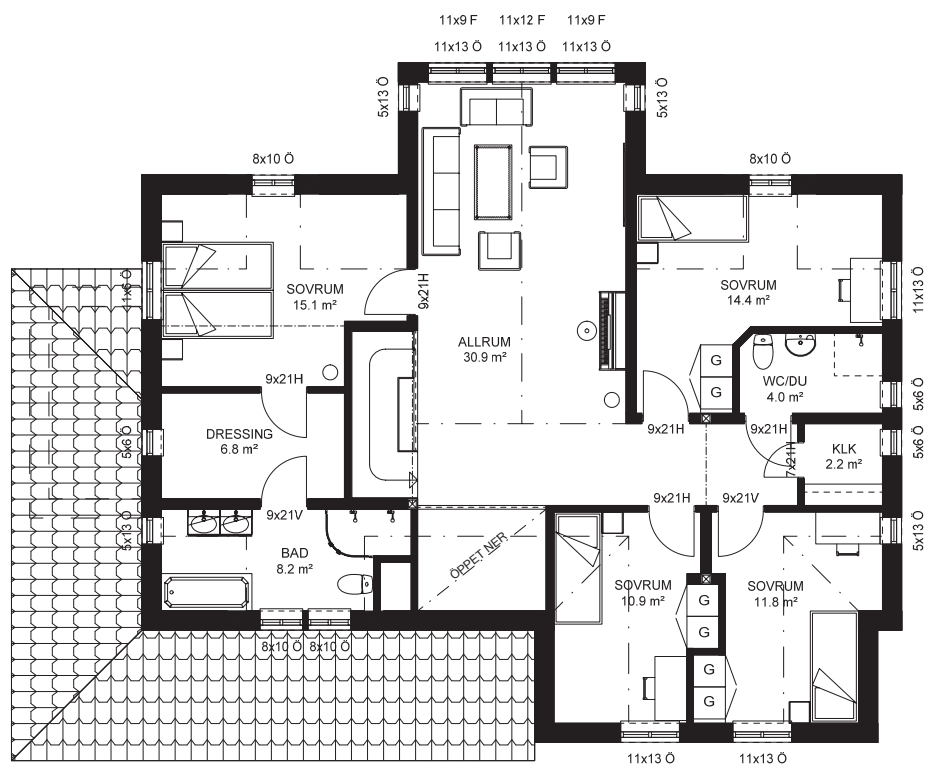 11x9 F
11x12 F
11x9 F
11x13 Ö
11x13 Ö
11x13 Ö
5x13 Ö
5x13 Ö
8x10 Ö
8x10 Ö
11x6 Ö
SOVRUM
15.1 m²
9x21H
SOVRUM
14.4 m²
11x13 Ö
ALLRUM
30.9 m²
G
G
WC/DU
4.0 m²
5x6 Ö
9x21H
DRESSING
6.8 m²
5x6 Ö
9x21H
9x21H
7x21H
KLK
2.2 m²
5x6 Ö
9x21V
9x21H
9x21V
5x13 Ö
BAD
8.2 m²
ÖPPET NER
5x13 Ö
SOVRUM
10.9 m²
SOVRUM
11.8 m²
G
G
8x10 Ö
8x10 Ö
G
G
11x13 Ö
11x13 Ö